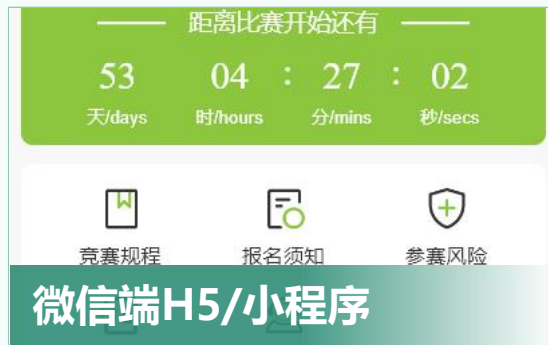 距离比赛开始还有
53 04 : 27 : 02
天/days 时/hours 分/mins 秒/secs
竞赛规程 报名须知 参赛风险
微信端H5/小程序